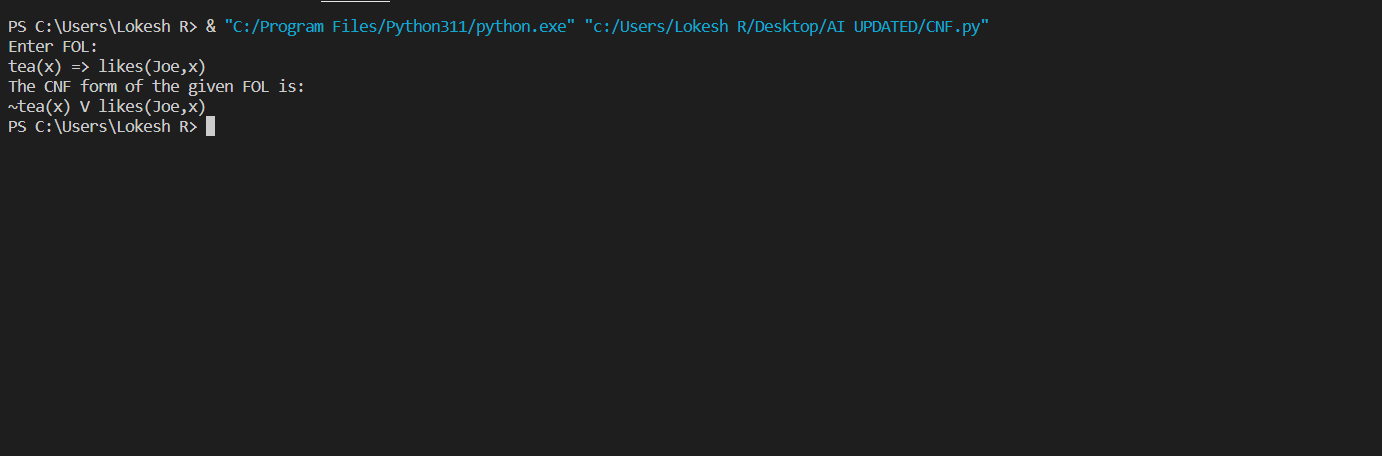 PS C:\Users\Lokesh R> & "C:/Program Files/Python311/python.exe" "c:/Users/Lokesh R/Desktop/AI UPDATED/CNF.py"
Enter FOL:
tea(x) => likes(Joe,x)
The CNF form of the given FOL is:
~tea(x) V likes(Joe,x)
PS C:\Users\Lokesh R>